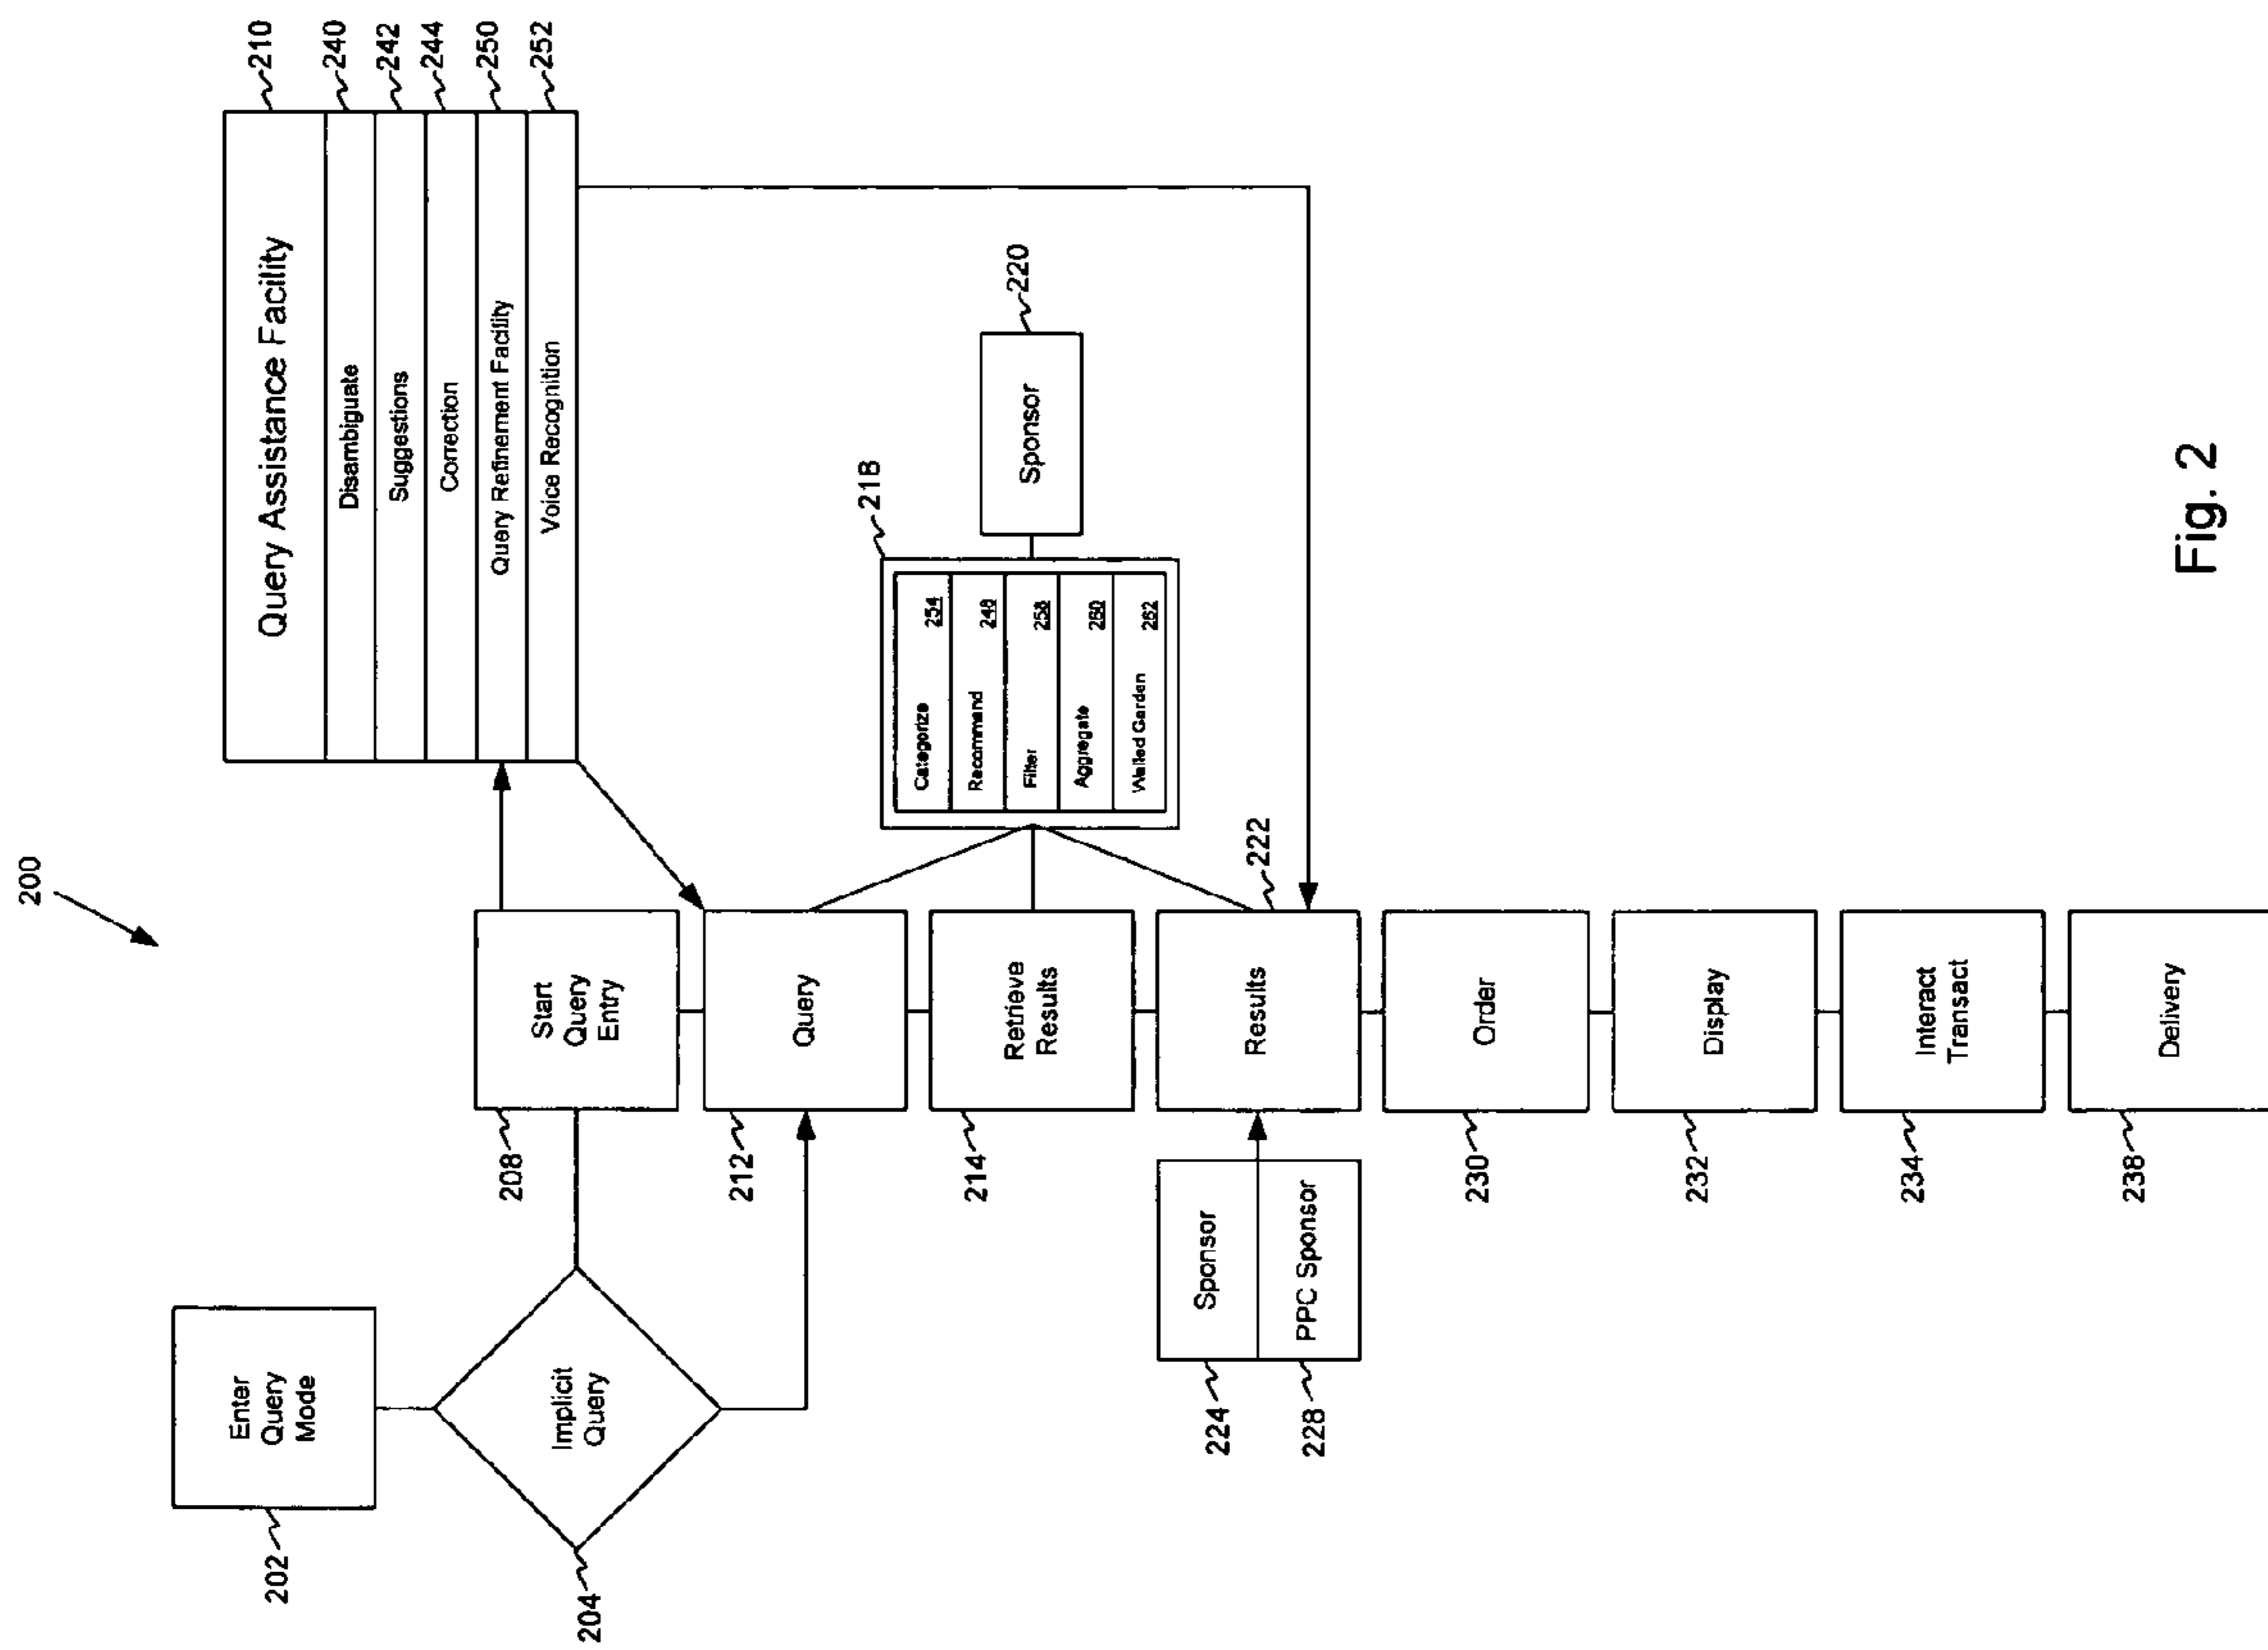 200
202
Enter
Query
Mode
204
Implicit
Query
208
Start
Query
Entry
Query Assistance Facility
210
Disambiguate
240
Suggestions
242
Correction
244
Query Refinement Facility
250
Voice Recognition
252
212
Query
214
Retrieve
Results
21B
Categorize 254
Recommand 248
Filter 258
Aggregate 260
Walled Garden 262
Sponsor
220
224
Sponsor
228
PPC Sponsor
Results
222
230
Order
232
Display
234
Interact
Transact
238
Delivery
Fig. 2